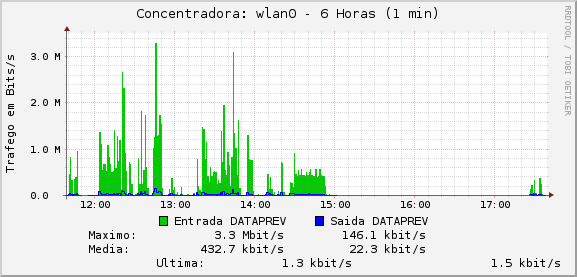 Concentradora: wlan0 - 6 Horas (1 min)
RRDTOOL / TOBI OETIKER
Trafego em Bits/s
3.0 M
2.0 M
1.0 M
0.0
12:00 13:00 14:00 15:00 16:00 17:00
Entrada DATAPREV Saida DATAPREV
Maximo: 3.3 Mbit/s 146.1 kbit/s
Media: 432.7 kbit/s 22.3 kbit/s
Ultima: 1.3 kbit/s 1.5 kbit/s